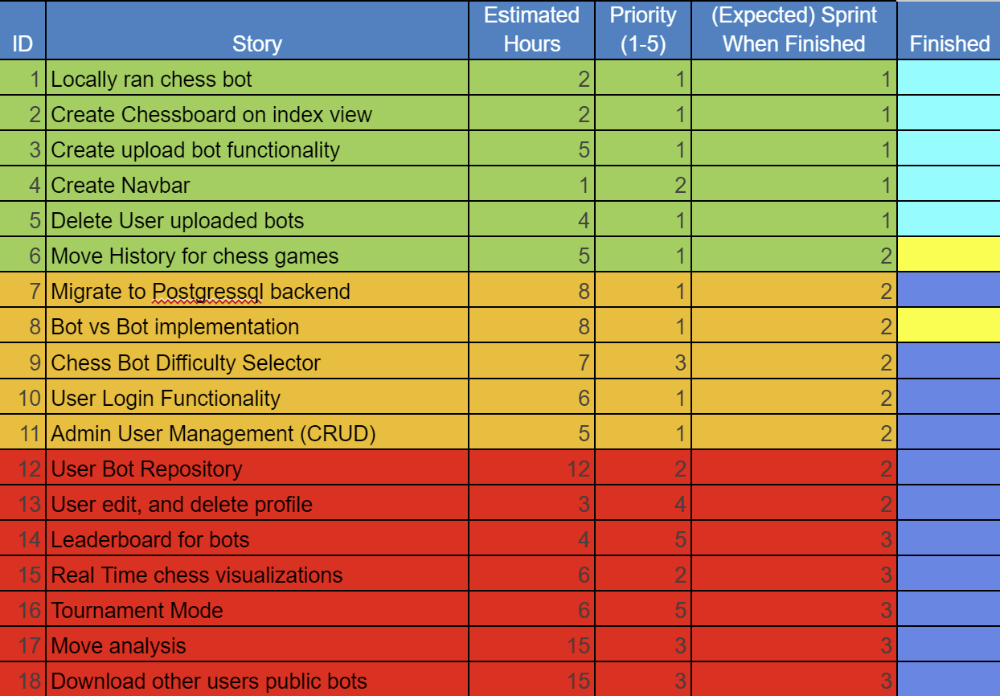 ID Story Estimated Hours Priority (1-5) (Expected) Sprint When Finished Finished
1 Locally ran chess bot 2 1 1
2 Create Chessboard on index view 2 1 1
3 Create upload bot functionality 5 1 1
4 Create Navbar 1 2 1
5 Delete User uploaded bots 4 1 1
6 Move History for chess games 5 1 2
7 Migrate to Postgressql backend 8 1 2
8 Bot vs Bot implementation 8 1 2
9 Chess Bot Difficulty Selector 7 3 2
10 User Login Functionality 6 1 2
11 Admin User Management (CRUD) 5 1 2
12 User Bot Repository 12 2 2
13 User edit, and delete profile 3 4 2
14 Leaderboard for bots 4 5 3
15 Real Time chess visualizations 6 2 3
16 Tournament Mode 6 5 3
17 Move analysis 15 3 3
18 Download other users public bots 15 3 3